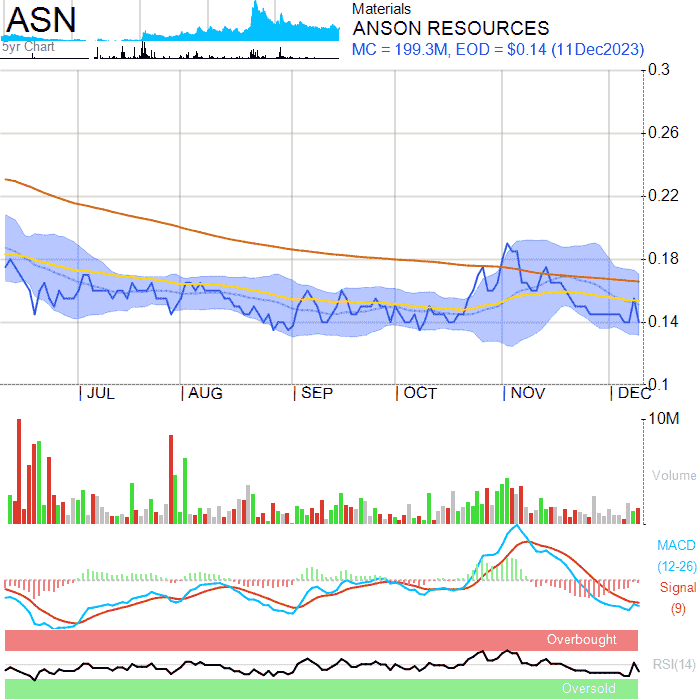 ASN
5yr Chart
Materials
ANSON RESOURCES
MC = 199.3M, EOD = $0.14 (11Dec2023)
0.3
0.26
0.22
0.18
0.14
0.1
JUL AUG SEP OCT NOV DEC
10M
Volume
MACD
(12-26)
Signal
(9)
Overbought
RSI(14)
Oversold